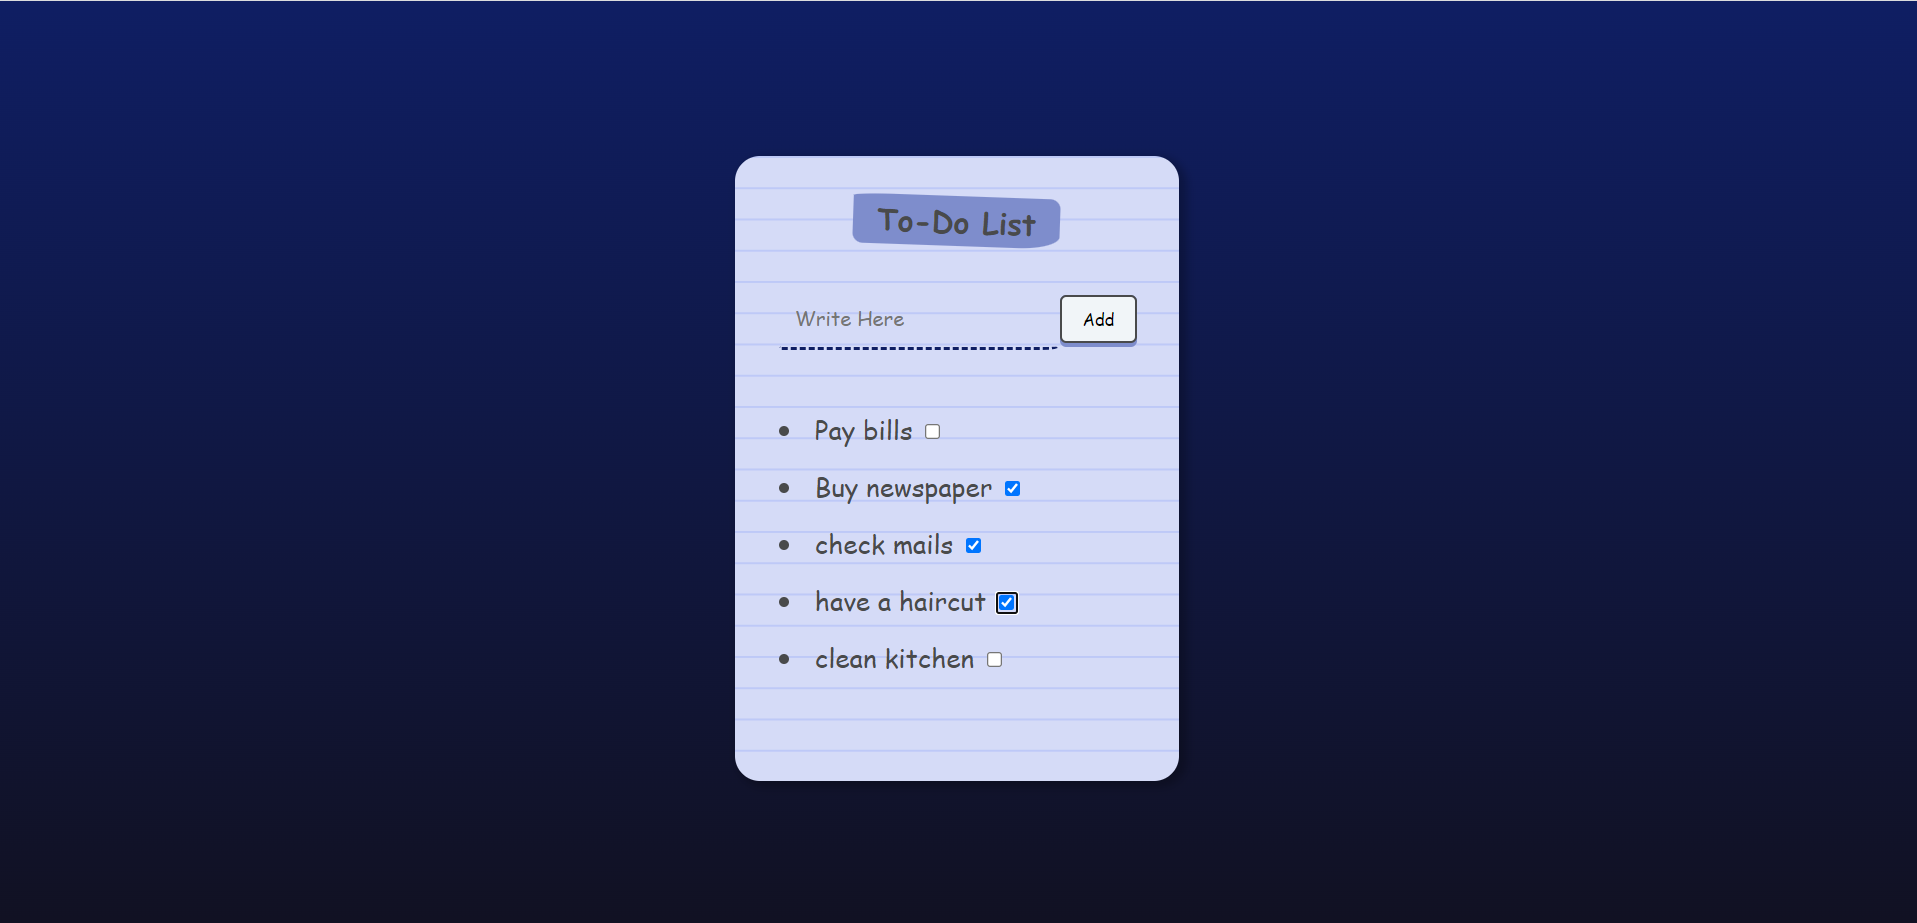 To-Do List
Write Here
Add
Pay bills
Buy newspaper
check mails
have a haircut
clean kitchen